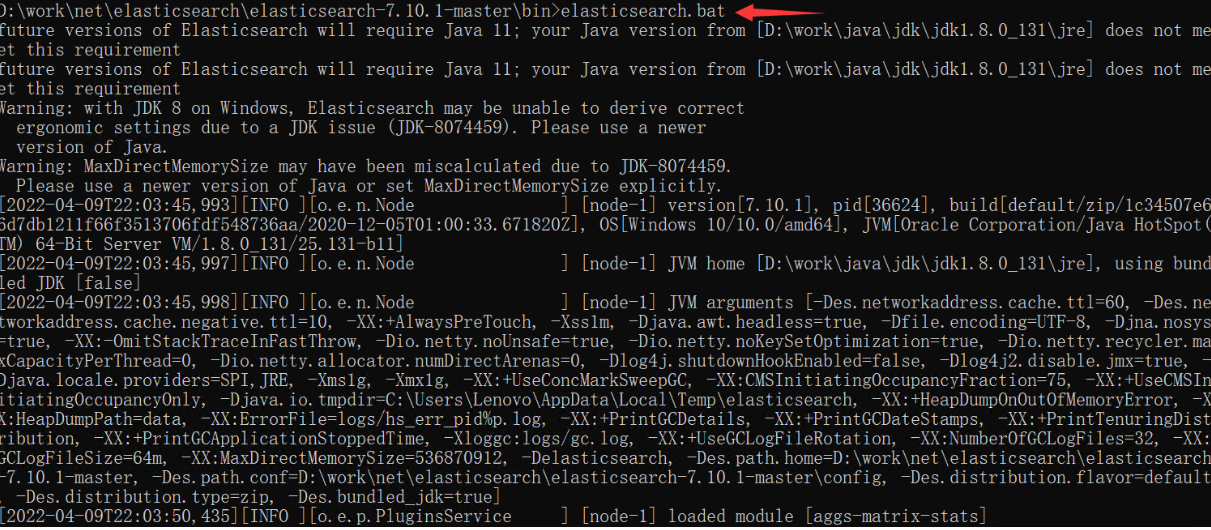 D:\work\net\elasticsearch\elasticsearch-7.10.1-master\bin>elasticsearch.bat
future versions of Elasticsearch will require Java 11; your Java version from [D:\work\java\jdk\jdk1.8.0_131\jre] does not me
et this requirement
future versions of Elasticsearch will require Java 11; your Java version from [D:\work\java\jdk\jdk1.8.0_131\jre] does not me
et this requirement
Warning: with JDK 8 on Windows, Elasticsearch may be unable to derive correct
  ergonomic settings due to a JDK issue (JDK-8074459). Please use a newer
  version of Java.
Warning: MaxDirectMemorySize may have been miscalculated due to JDK-8074459.
  Please use a newer version of Java or set MaxDirectMemorySize explicitly.
[2022-04-09T22:03:45,993][INFO ][o.e.n.Node               ] [node-1] version[7.10.1], pid[36624], build[default/zip/1c34507e6
6d7db1211f66f3513706fdf548736aa/2020-12-05T01:00:33.671820Z], OS[Windows 10/10.0/amd64], JVM[Oracle Corporation/Java HotSpot(
TM) 64-Bit Server VM/1.8.0_131/25.131-b11]
[2022-04-09T22:03:45,997][INFO ][o.e.n.Node               ] [node-1] JVM home [D:\work\java\jdk\jdk1.8.0_131\jre], using bund
led JDK [false]
[2022-04-09T22:03:45,998][INFO ][o.e.n.Node               ] [node-1] JVM arguments [-Des.networkaddress.cache.ttl=60, -Des.ne
tworkaddress.cache.negative.ttl=10, -XX:+AlwaysPreTouch, -Xss1m, -Djava.awt.headless=true, -Dfile.encoding=UTF-8, -Djna.nosys
=true, -XX:-OmitStackTraceInFastThrow, -Dio.netty.noUnsafe=true, -Dio.netty.noKeySetOptimization=true, -Dio.netty.recycler.ma
xCapacityPerThread=0, -Dio.netty.allocator.numDirectArenas=0, -Dlog4j.shutdownHookEnabled=false, -Dlog4j2.disable.jmx=true, -
Djava.locale.providers=SPI,JRE, -Xms1g, -Xmx1g, -XX:+UseConcMarkSweepGC, -XX:CMSInitiatingOccupancyFraction=75, -XX:+UseCMSIn
itiatingOccupancyOnly, -Djava.io.tmpdir=C:\Users\Lenovo\AppData\Local\Temp\elasticsearch, -XX:+HeapDumpOnOutOfMemoryError, -X
X:HeapDumpPath=data, -XX:ErrorFile=logs/hs_err_pid%p.log, -XX:+PrintGCDetails, -XX:+PrintGCDateStamps, -XX:+PrintTenuringDist
ribution, -XX:+PrintGCApplicationStoppedTime, -Xloggc:logs/gc.log, -XX:+UseGCLogFileRotation, -XX:NumberOfGCLogFiles=32, -XX:
GCLogFileSize=64m, -XX:MaxDirectMemorySize=536870912, -Delasticsearch, -Des.path.home=D:\work\net\elasticsearch\elasticsearch
-7.10.1-master, -Des.path.conf=D:\work\net\elasticsearch\elasticsearch-7.10.1-master\config, -Des.distribution.flavor=default
, -Des.distribution.type=zip, -Des.bundled_jdk=true]
[2022-04-09T22:03:50,435][INFO ][o.e.p.PluginsService     ] [node-1] loaded module [aggs-matrix-stats]